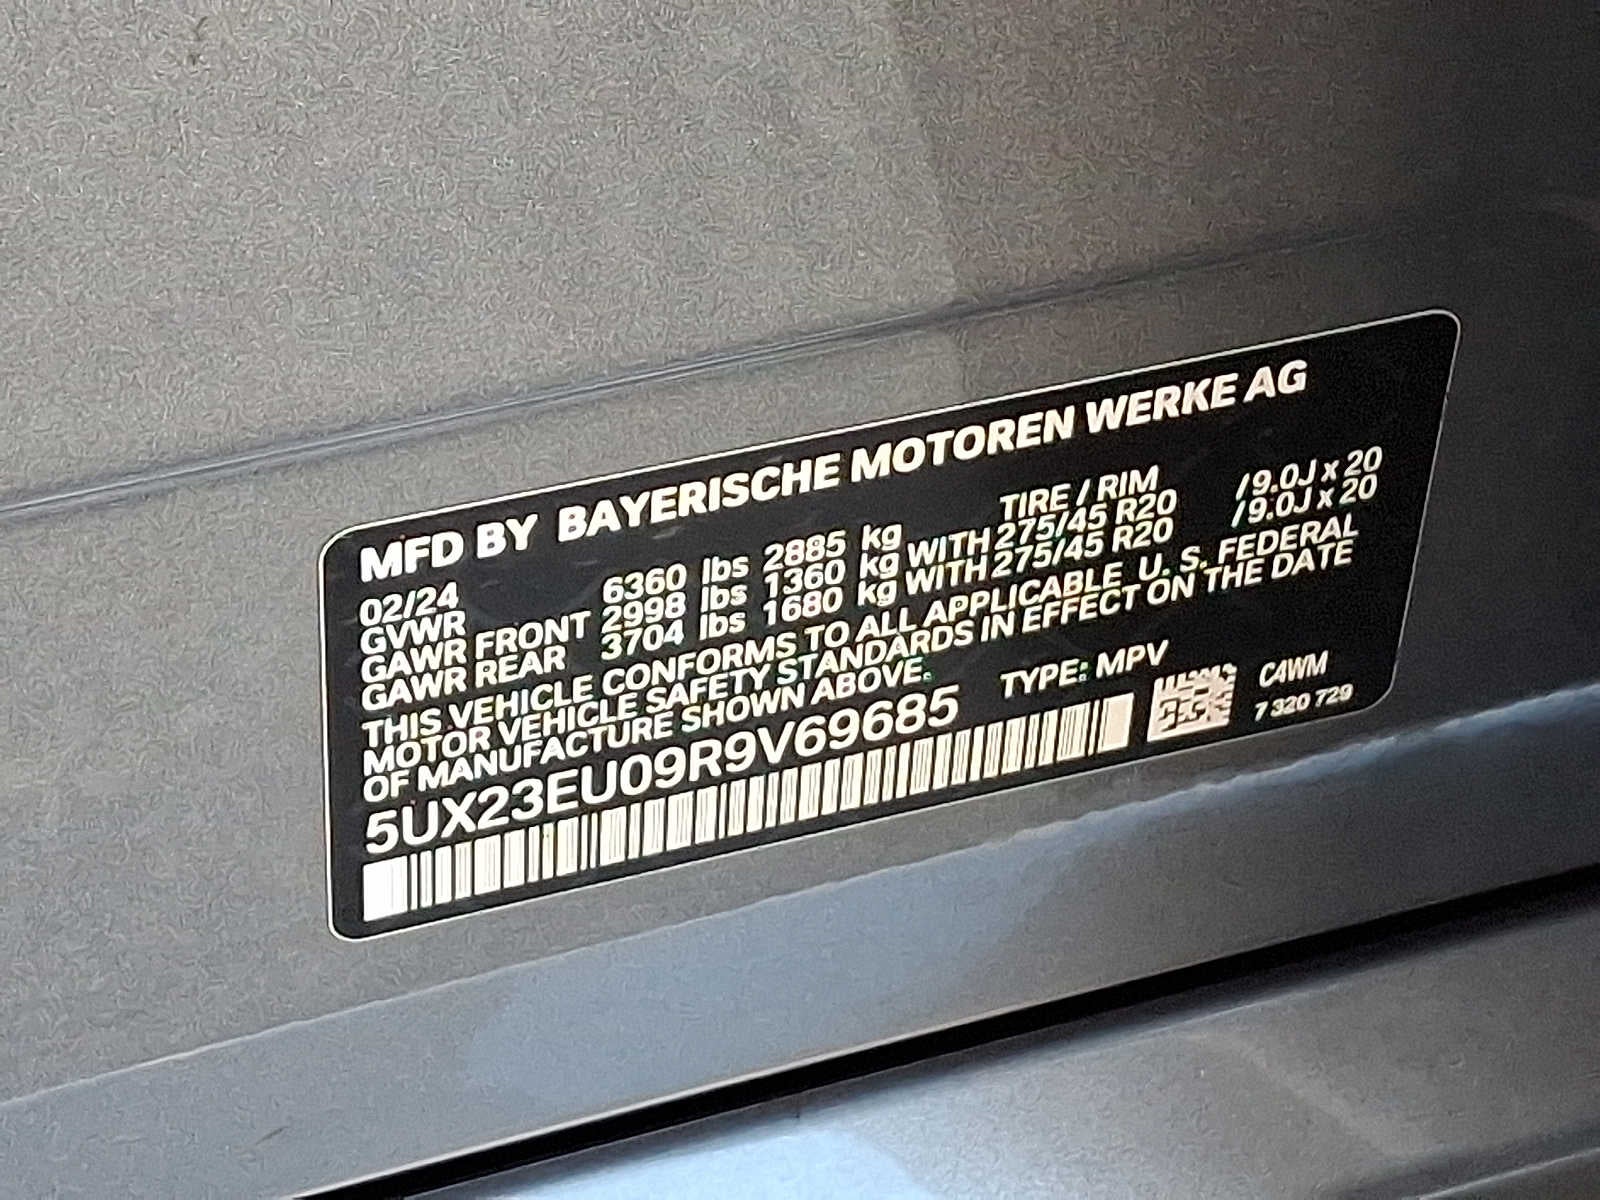 MFD BY BAYERISCHE MOTOREN WERKE AG
02/24 TIRE / RIM
GVWR 6360 lbs 2885 kg
GAWR FRONT 2998 lbs 1360 kg WITH 275/45 R20 /9.0J x 20
GAWR REAR 3704 lbs 1680 kg WITH 275/45 R20 /9.0J x 20
THIS VEHICLE CONFORMS TO ALL APPLICABLE U. S. FEDERAL
MOTOR VEHICLE SAFETY STANDARDS IN EFFECT ON THE DATE
OF MANUFACTURE SHOWN ABOVE.
5UX23EU09R9V69685 TYPE: MPV
C4WM
7 320 729